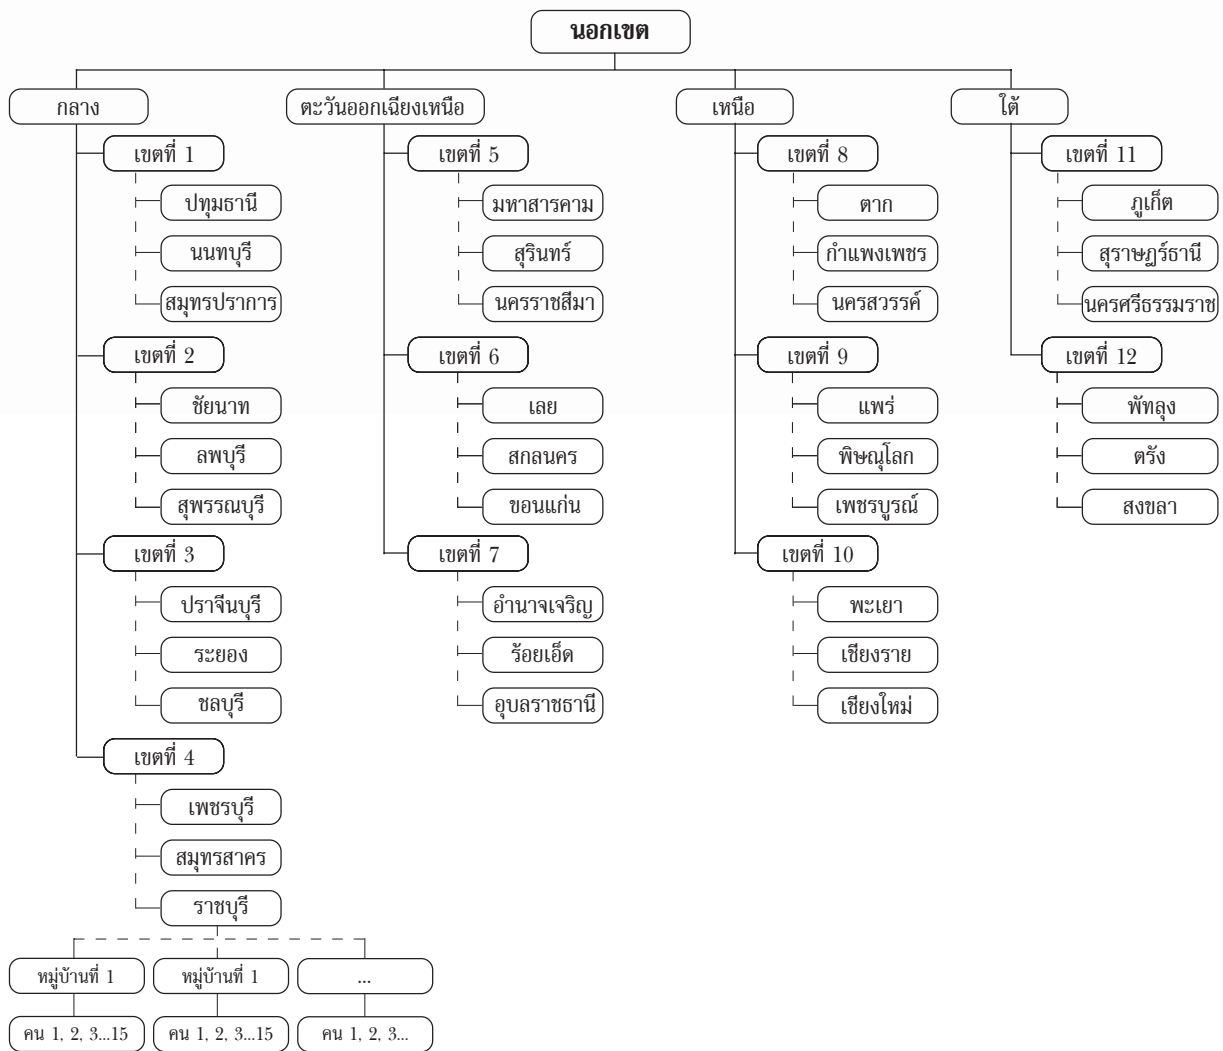 นอกเขต
กลาง
เขตที่ 1
ปทุมธานี
นนทบุรี
สมุทรปราการ
เขตที่ 2
ชัยนาท
ลพบุรี
สุพรรณบุรี
เขตที่ 3
ปราจีนบุรี
ระยอง
ชลบุรี
เขตที่ 4
เพชรบุรี
สมุทรสาคร
ราชบุรี
หมู่บ้านที่ 1
หมู่บ้านที่ 1
...
คน 1, 2, 3...15
คน 1, 2, 3...15
คน 1, 2, 3...
ตะวันออกเฉียงเหนือ
เขตที่ 5
มหาสารคาม
สุรินทร์
นครราชสีมา
เขตที่ 6
เลย
สกลนคร
ขอนแก่น
เขตที่ 7
อำนาจเจริญ
ร้อยเอ็ด
อุบลราชธานี
เหนือ
เขตที่ 8
ตาก
กำแพงเพชร
นครสวรรค์
เขตที่ 9
แพร่
พิษณุโลก
เพชรบูรณ์
เขตที่ 10
พะเยา
เชียงราย
เชียงใหม่
ใต้
เขตที่ 11
ภูเก็ต
สุราษฎร์ธานี
นครศรีธรรมราช
เขตที่ 12
พัทลุง
ตรัง
สงขลา